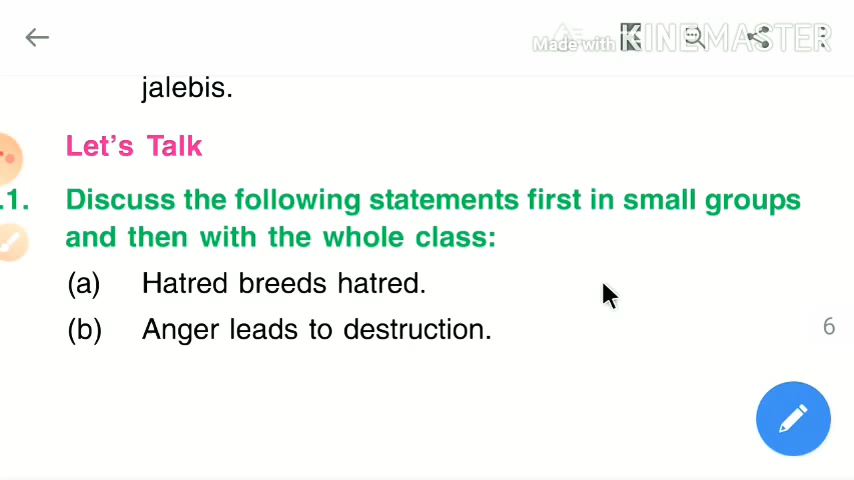 Made with KINEMASTER
jalebis.
Let's Talk
.1. Discuss the following statements first in small groups
and then with the whole class:
(a) Hatred breeds hatred.
(b) Anger leads to destruction.
6